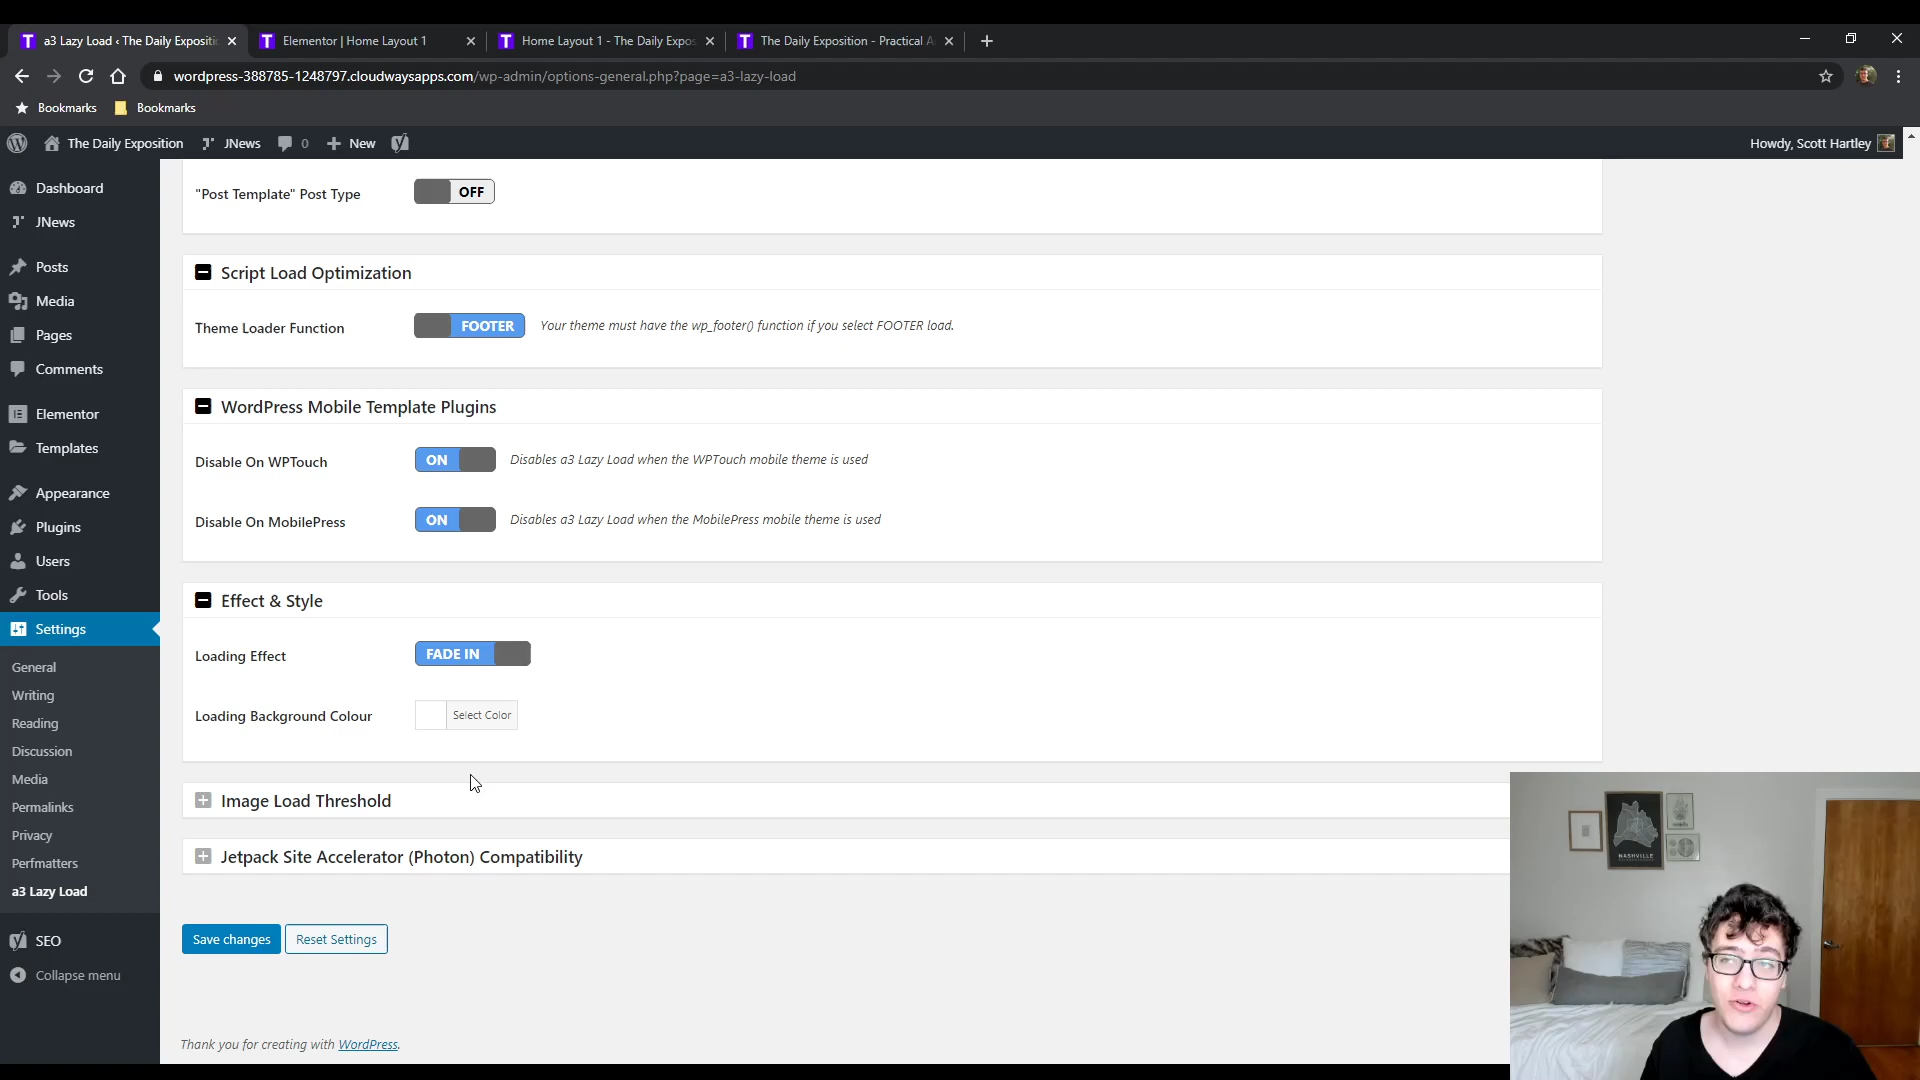 a3 Lazy Load ‹ The Daily Expositi
Elementor | Home Layout 1
Home Layout 1 - The Daily Expos
The Daily Exposition - Practical A
wordpress-388785-1248797.cloudwaysapps.com/wp-admin/options-general.php?page=a3-lazy-load
Bookmarks
Bookmarks
The Daily Exposition
JNews
0
New
Howdy, Scott Hartley
Dashboard
JNews
Posts
Media
Pages
Comments
Elementor
Templates
Appearance
Plugins
Users
Tools
Settings
General
Writing
Reading
Discussion
Media
Permalinks
Privacy
Perfmatters
a3 Lazy Load
SEO
Collapse menu
"Post Template" Post Type
OFF
Script Load Optimization
Theme Loader Function
FOOTER
Your theme must have the wp_footer() function if you select FOOTER load.
WordPress Mobile Template Plugins
Disable On WPTouch
ON
Disables a3 Lazy Load when the WPTouch mobile theme is used
Disable On MobilePress
ON
Disables a3 Lazy Load when the MobilePress mobile theme is used
Effect & Style
Loading Effect
FADE IN
Loading Background Colour
Select Color
Image Load Threshold
Jetpack Site Accelerator (Photon) Compatibility
Save changes
Reset Settings
Thank you for creating with WordPress.
NASHVILLE